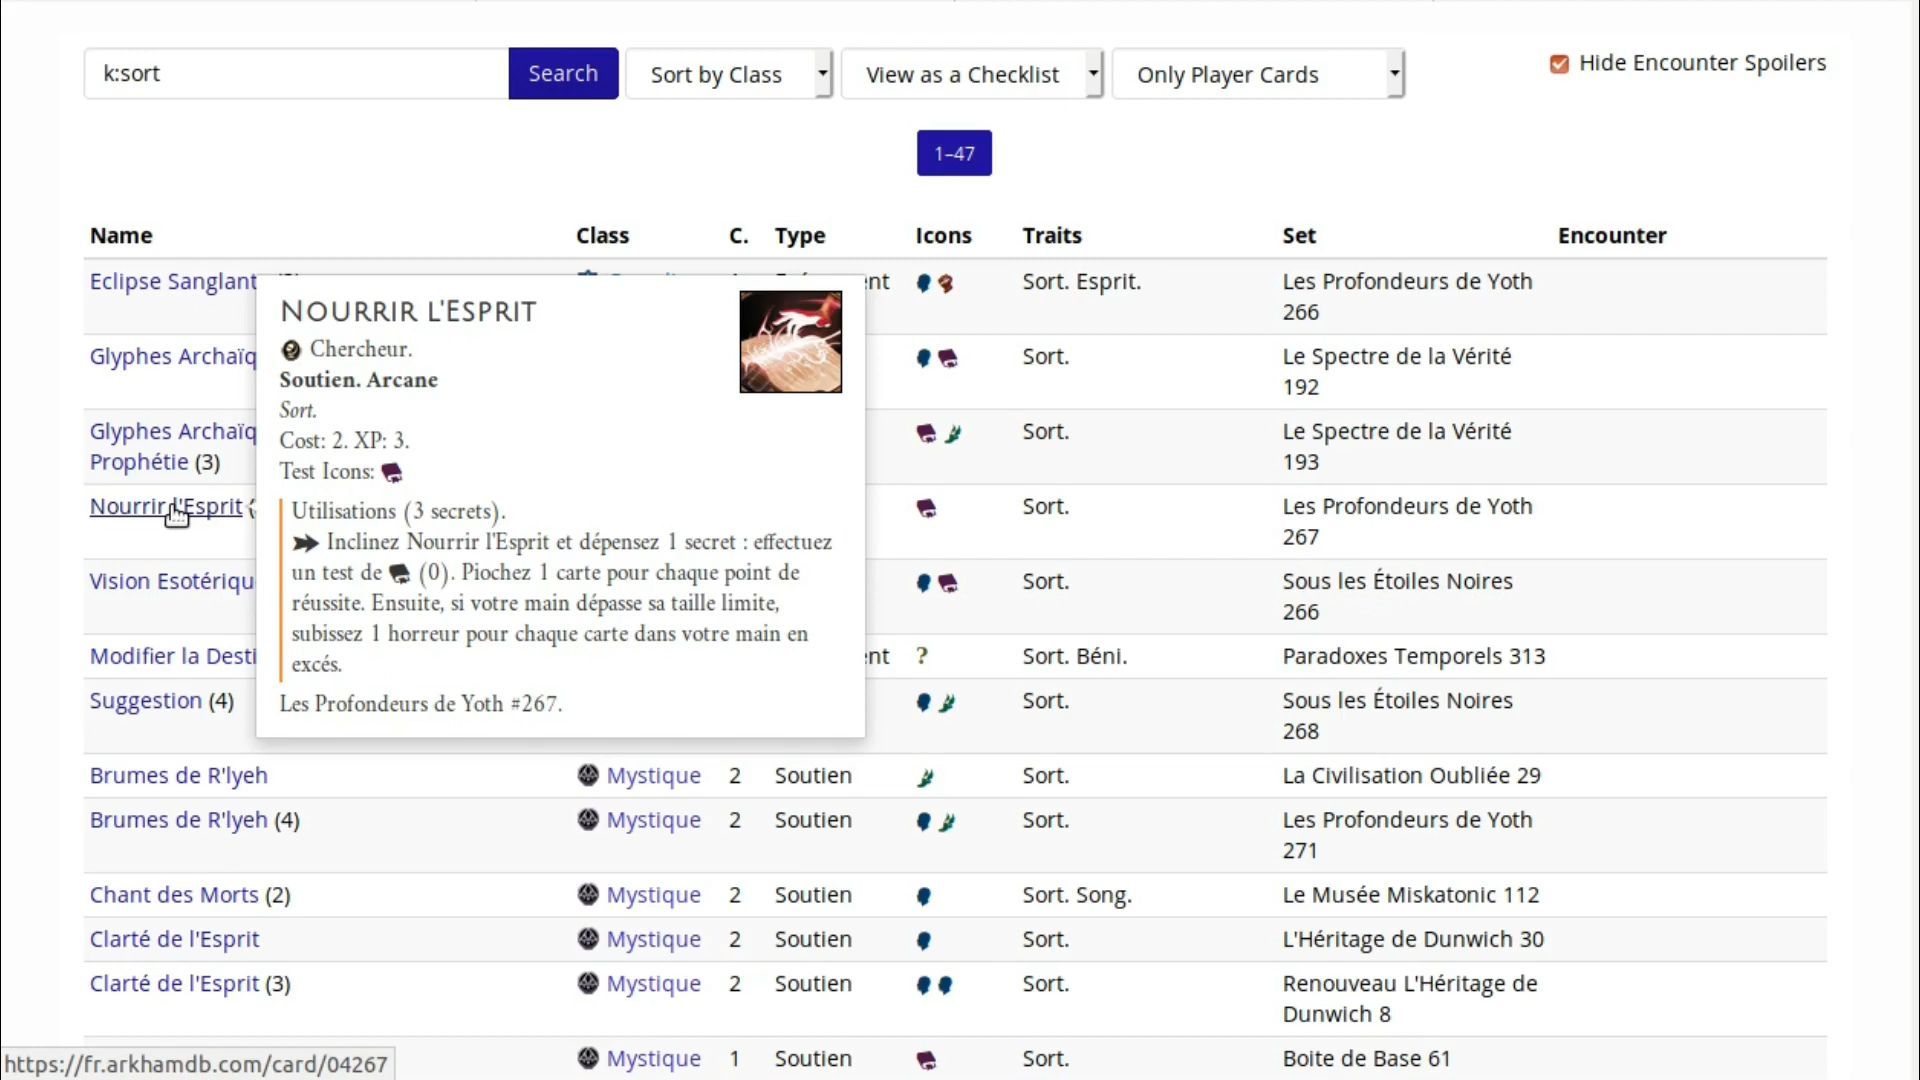 k:sort
Search
Sort by Class
View as a Checklist
Only Player Cards
Hide Encounter Spoilers
1–47
Name Class C. Type Icons Traits Set Encounter
Eclipse Sanglant
nt Sort. Esprit. Les Profondeurs de Yoth
266
Glyphes Archaïq Sort. Le Spectre de la Vérité
192
Glyphes Archaïq Sort. Le Spectre de la Vérité
Prophétie (3) 193
Nourrir l'Esprit ( Sort. Les Profondeurs de Yoth
267
Vision Esotériqu Sort. Sous les Étoiles Noires
266
Modifier la Desti nt ? Sort. Béni. Paradoxes Temporels 313
Suggestion (4) Sort. Sous les Étoiles Noires
268
NOURRIR L'ESPRIT
Chercheur.
Soutien. Arcane
Sort.
Cost: 2. XP: 3.
Test Icons:
Utilisations (3 secrets).
Inclinez Nourrir l'Esprit et dépensez 1 secret : effectuez
un test de (0). Piochez 1 carte pour chaque point de
réussite. Ensuite, si votre main dépasse sa taille limite,
subissez 1 horreur pour chaque carte dans votre main en
excés.
Les Profondeurs de Yoth #267.
Brumes de R'lyeh Mystique 2 Soutien Sort. La Civilisation Oubliée 29
Brumes de R'lyeh (4) Mystique 2 Soutien Sort. Les Profondeurs de Yoth
271
Chant des Morts (2) Mystique 2 Soutien Sort. Song. Le Musée Miskatonic 112
Clarté de l'Esprit Mystique 2 Soutien Sort. L'Héritage de Dunwich 30
Clarté de l'Esprit (3) Mystique 2 Soutien Sort. Renouveau L'Héritage de
Dunwich 8
Mystique 1 Soutien Sort. Boite de Base 61
https://fr.arkhamdb.com/card/04267